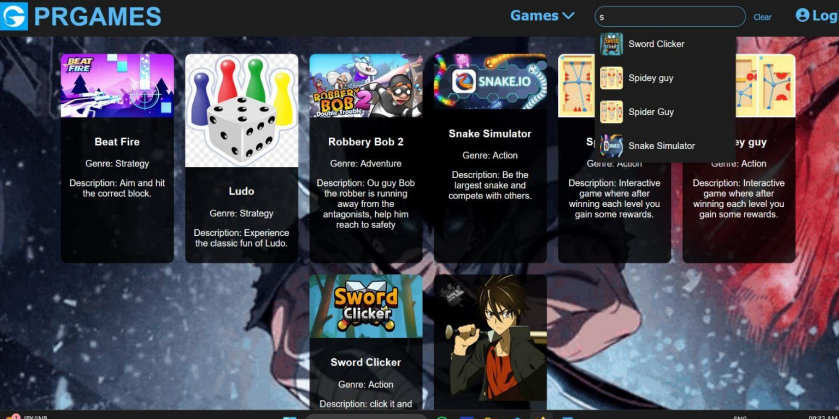 G PRGAMES
Games
s
Clear
Log
Sword Clicker
Spidey guy
Spider Guy
Snake Simulator
BEAT
FIRE
ROBBERY
BOB 2
Double Trouble
SNAKE.IO
Beat Fire
Genre: Strategy
Description: Aim and hit
the correct block.
Ludo
Genre: Strategy
Description: Experience
the classic fun of Ludo.
Robbery Bob 2
Genre: Adventure
Description: Ou guy Bob
the robber is running
away from the
antagonists, help him
reach to safety
Snake Simulator
Genre: Action
Description: Be the
largest snake and
compete with others.
Sp
Genre: Action
Description: Interactive
game where after
winning each level you
gain some rewards.
ey guy
Genre: Action
Description: Interactive
game where after
winning each level you
gain some rewards.
Sword
Clicker
Sword Clicker
Genre: Action
Description: click it and
JPY/INR
ENG
09:32 AM